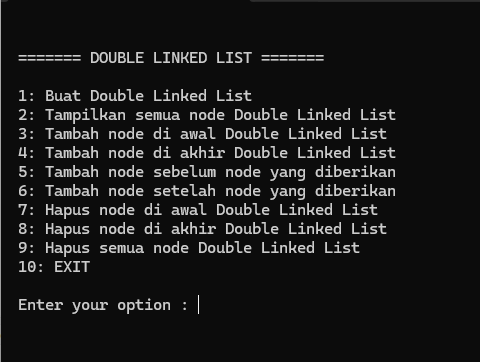 ======= DOUBLE LINKED LIST =======
1: Buat Double Linked List
2: Tampilkan semua node Double Linked List
3: Tambah node di awal Double Linked List
4: Tambah node di akhir Double Linked List
5: Tambah node sebelum node yang diberikan
6: Tambah node setelah node yang diberikan
7: Hapus node di awal Double Linked List
8: Hapus node di akhir Double Linked List
9: Hapus semua node Double Linked List
10: EXIT
Enter your option :